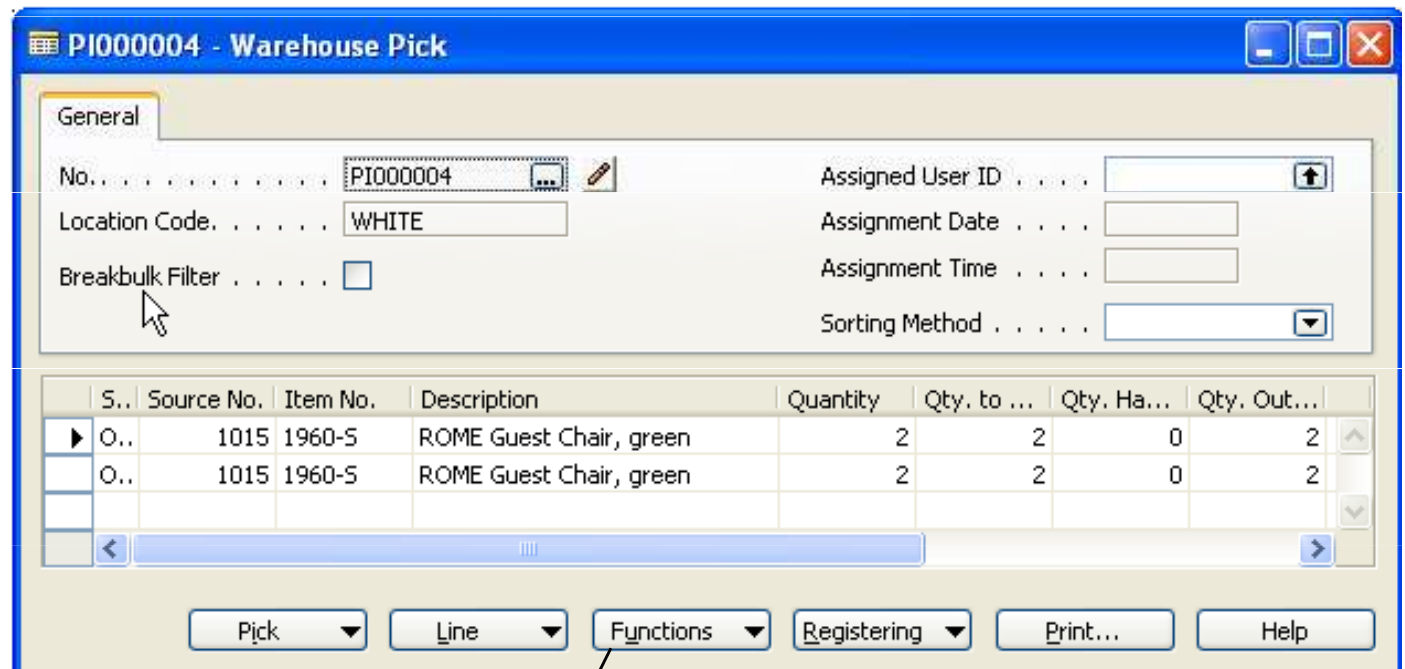 PI000004 - Warehouse Pick
General
No. . . . . . . . . . . . PI000004 ... Assigned User ID . . . .
Location Code. . . . . . WHITE Assignment Date . . . .
Breakbulk Filter . . . . . Assignment Time . . . .
Sorting Method . . . . .
S.. Source No. Item No. Description Quantity Qty. to ... Qty. Ha... Qty. Out...
O.. 1015 1960-S ROME Guest Chair, green 2 2 0 2
O.. 1015 1960-S ROME Guest Chair, green 2 2 0 2
Pick Line Functions Registering Print... Help